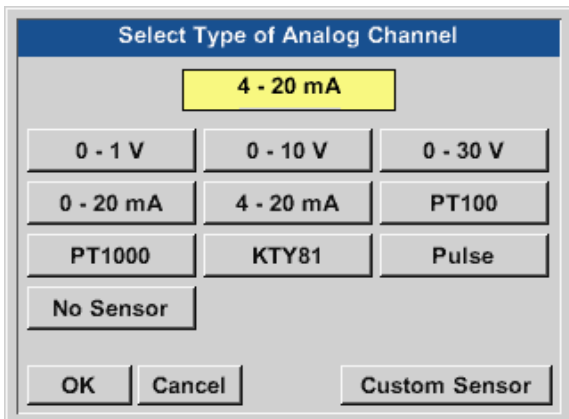 Select Type of Analog Channel
4 - 20 mA
0 - 1 V 0 - 10 V 0 - 30 V
0 - 20 mA 4 - 20 mA PT100
PT1000 KTY81 Pulse
No Sensor
OK Cancel Custom Sensor